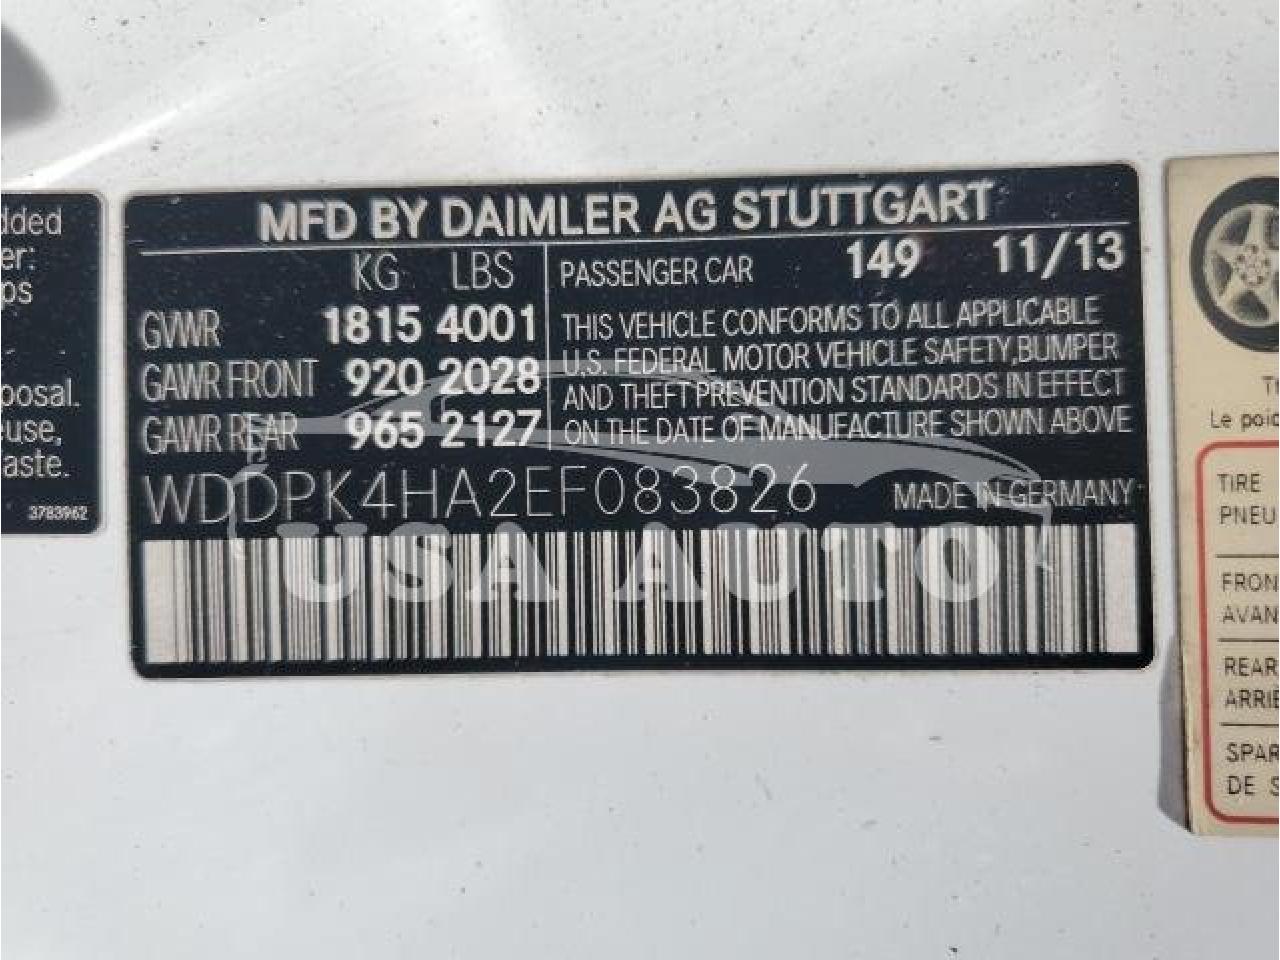 dded
er:
ps
posal.
euse,
aste.
3783962
MFD BY DAIMLER AG STUTTGART
KG LBS
GVWR 1815 4001
GAWR FRONT 920 2028
GAWR REAR 965 2127
PASSENGER CAR 149 11/13
THIS VEHICLE CONFORMS TO ALL APPLICABLE
U.S. FEDERAL MOTOR VEHICLE SAFETY,BUMPER
AND THEFT PREVENTION STANDARDS IN EFFECT
ON THE DATE OF MANUFACTURE SHOWN ABOVE
WDDPK4HA2EF083826 MADE IN GERMANY
USA AUTO
T
Le poid
TIRE
PNEU
FRON
AVAN
REAR
ARRIE
SPAR
DE S